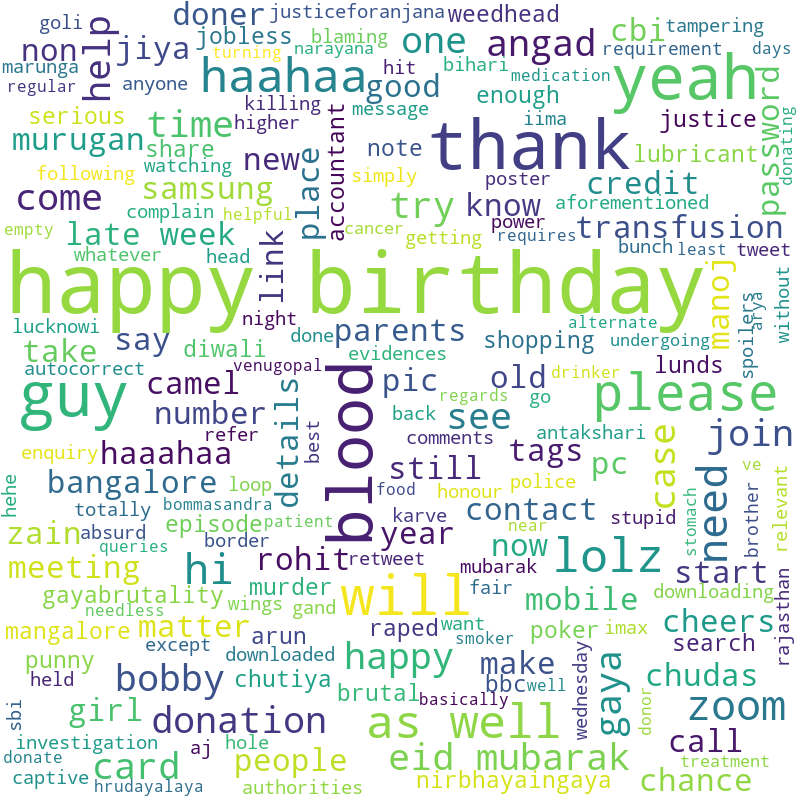 goli doner justiceforanjana weedhead cbi tampering
non jiya jobless blaming one angad requirement days
marunga help turning narayana hit bihari medication yeah
regular anyone haahaa good enough
serious killing message iima justice password donating
murugan time higher thank
following share new note lubricant
watching place accountant simply poster credit
come samsung try know aforementioned
complain helpful cancer power transfusion
empty late week link getting requires bunch least tweet
whatever head
happy birthday manoj
lucknowi night done parents alternate spoilers arya without
take say diwali venugopal evidences shopping undergoing
autocorrect camel blood pic old drinker lunds
guy number details best regards go please
refer back see join
enquiry haaahaa comments tags antakshari case
bangalore loop still pc ve
hehe totally bommasandra food honour police contact need stomach brother relevant
zain episode patient karve year near stupid
absurd border now
queries hi rohit retweet lolz start
meeting murder mubarak fair downloading
gayabrutality wings gand will mobile rajasthan
needless want cheers
mangalore matter arun raped smoker poker imax search
except downloaded happy make wednesday gaya
punny bobby chutiya bbc well chudas
held brutal basically donor zoom
sbi girl donation as well call
investigation aj hole
donate card people eid mubarak treatment
captive hrudayalaya authorities nirbhayaingaya chance